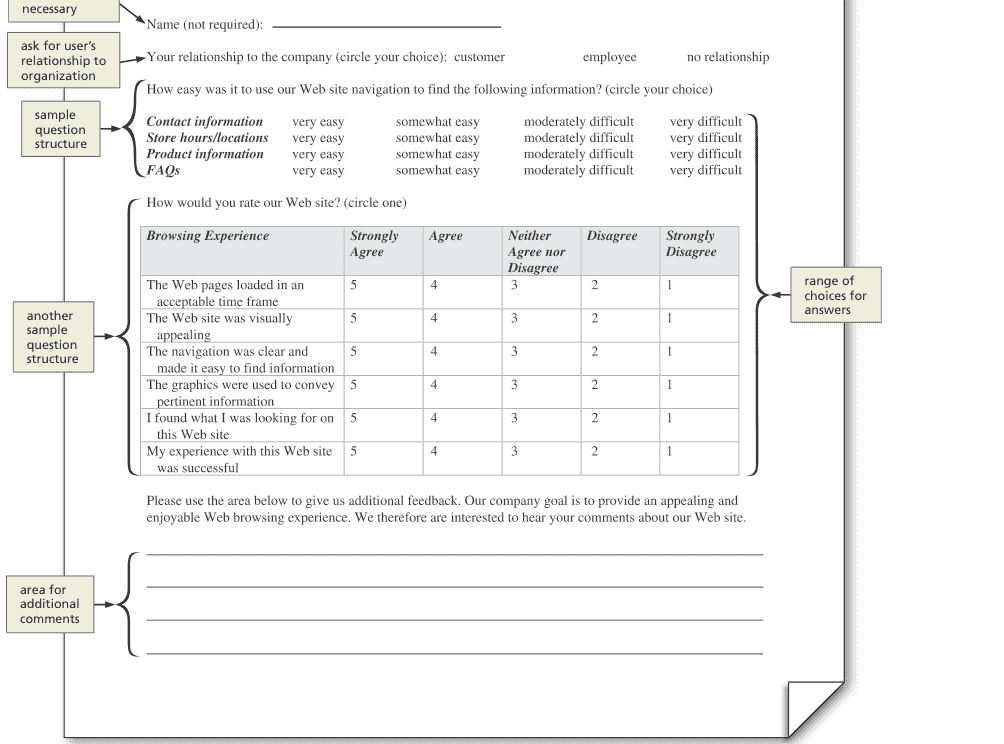 necessary
Name (not required):
ask for user's
relationship to
organization
Your relationship to the company (circle your choice): customer employee no relationship
How easy was it to use our Web site navigation to find the following information? (circle your choice)
sample
question
structure
Contact information very easy somewhat easy moderately difficult very difficult
Store hours/locations very easy somewhat easy moderately difficult very difficult
Product information very easy somewhat easy moderately difficult very difficult
FAQs very easy somewhat easy moderately difficult very difficult
How would you rate our Web site? (circle one)
Browsing Experience Strongly Agree Neither Disagree Strongly
Agree Agree nor Disagree
Disagree
The Web pages loaded in an 5 4 3 2 1
acceptable time frame
The Web site was visually 5 4 3 2 1
appealing
The navigation was clear and 5 4 3 2 1
made it easy to find information
The graphics were used to convey 5 4 3 2 1
pertinent information
I found what I was looking for on 5 4 3 2 1
this Web site
My experience with this Web site 5 4 3 2 1
was successful
another
sample
question
structure
range of
choices for
answers
Please use the area below to give us additional feedback. Our company goal is to provide an appealing and
enjoyable Web browsing experience. We therefore are interested to hear your comments about our Web site.
area for
additional
comments